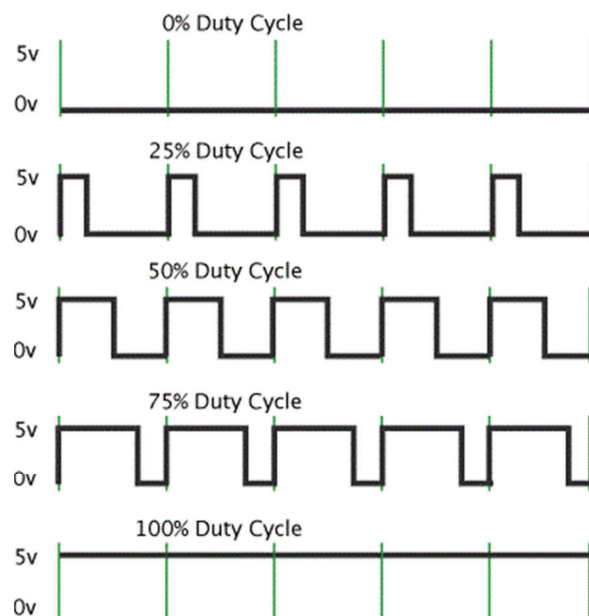 0% Duty Cycle
5v
0v
25% Duty Cycle
5v
0v
50% Duty Cycle
5v
0v
75% Duty Cycle
5v
0v
100% Duty Cycle
5v
0v